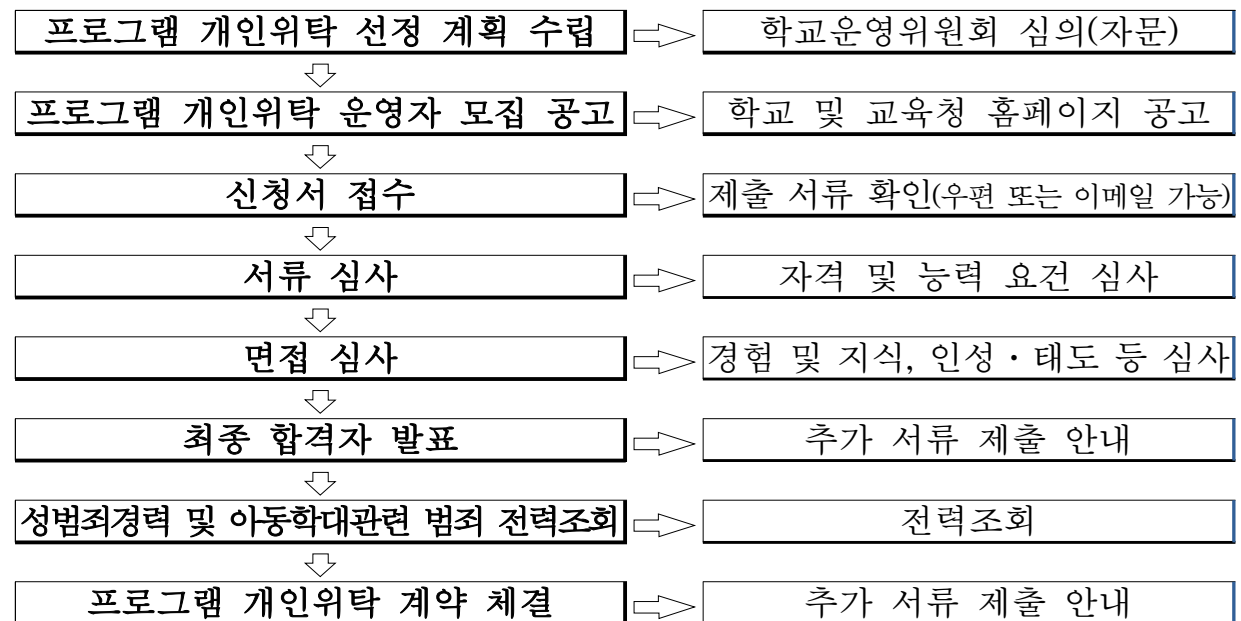 프로그램 개인위탁 선정 계획 수립
학교운영위원회 심의(자문)
프로그램 개인위탁 운영자 모집 공고
학교 및 교육청 홈페이지 공고
신청서 접수
제출 서류 확인(우편 또는 이메일 가능)
서류 심사
자격 및 능력 요건 심사
면접 심사
경험 및 지식, 인성・태도 등 심사
최종 합격자 발표
추가 서류 제출 안내
성범죄경력 및 아동학대관련 범죄 전력조회
전력조회
프로그램 개인위탁 계약 체결
추가 서류 제출 안내